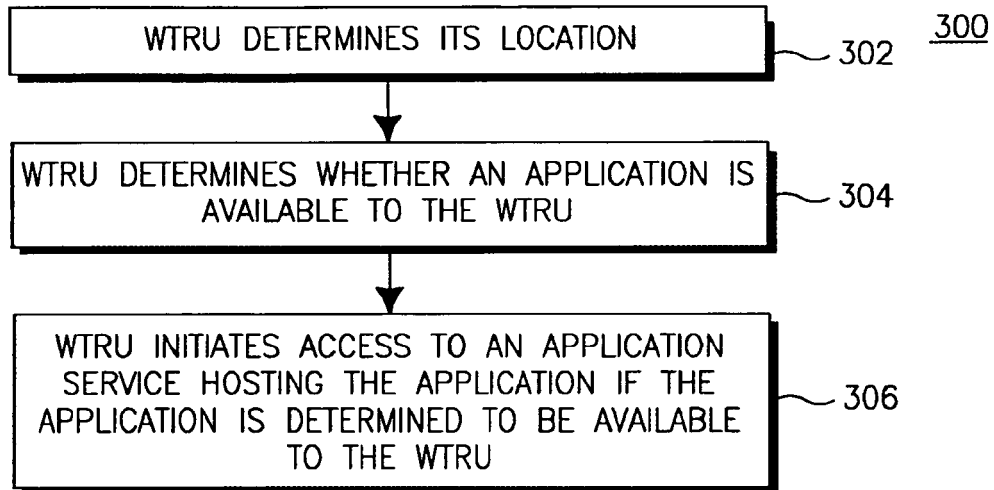 300
WTRU DETERMINES ITS LOCATION
302
WTRU DETERMINES WHETHER AN APPLICATION IS
AVAILABLE TO THE WTRU
304
WTRU INITIATES ACCESS TO AN APPLICATION
SERVICE HOSTING THE APPLICATION IF THE
APPLICATION IS DETERMINED TO BE AVAILABLE
TO THE WTRU
306